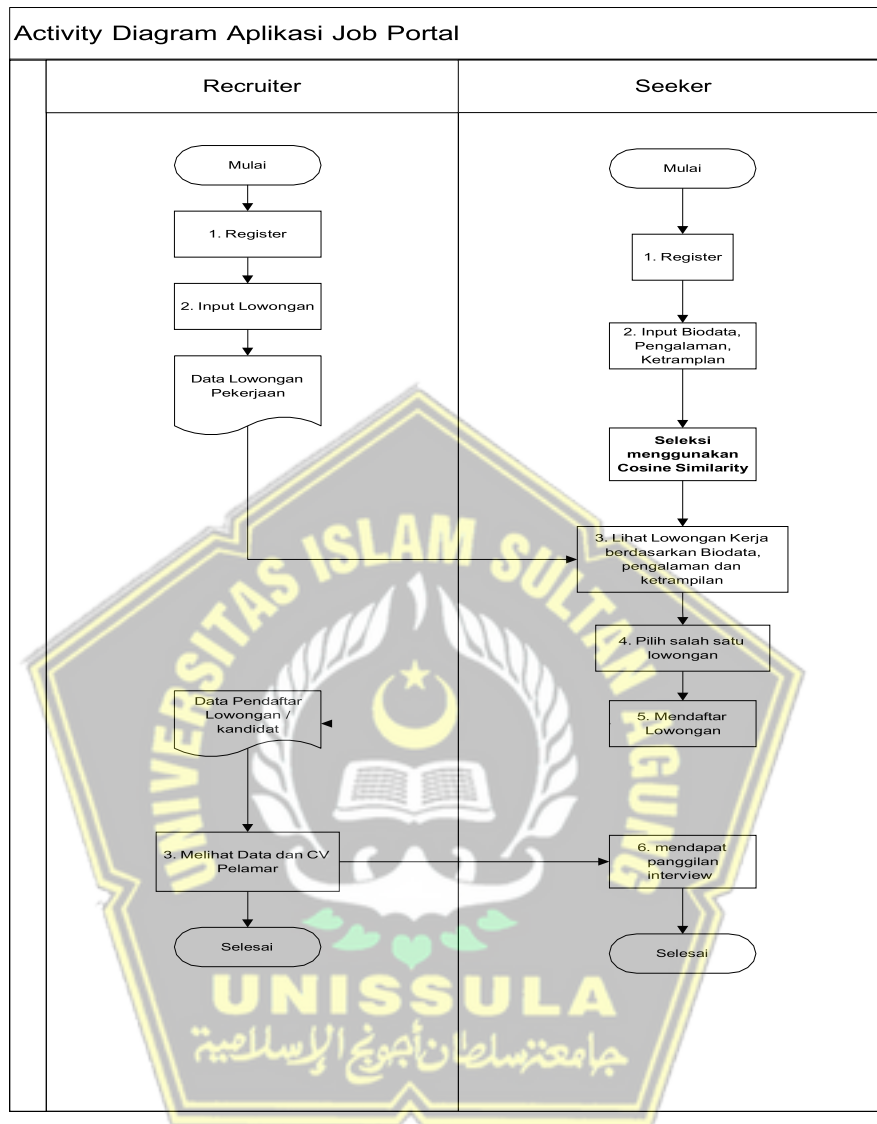 Activity Diagram Aplikasi Job Portal
Recruiter
Seeker
Mulai
1. Register
2. Input Lowongan
Data Lowongan
Pekerjaan
Data Pendaftar
Lowongan /
kandidat
3. Melihat Data dan CV
Pelamar
Selesai
Mulai
1. Register
2. Input Biodata,
Pengalaman,
Ketramplan
Seleksi
menggunakan
Cosine Similarity
3. Lihat Lowongan Kerja
berdasarkan Biodata,
pengalaman dan
ketrampilan
4. Pilih salah satu
lowongan
5. Mendaftar
Lowongan
6. mendapat
panggilan
interview
Selesai
UNIVERSITAS ISLAM SULTAN AGUNG
UNISSULA
جامعنسلطان أجونج الإسلامية